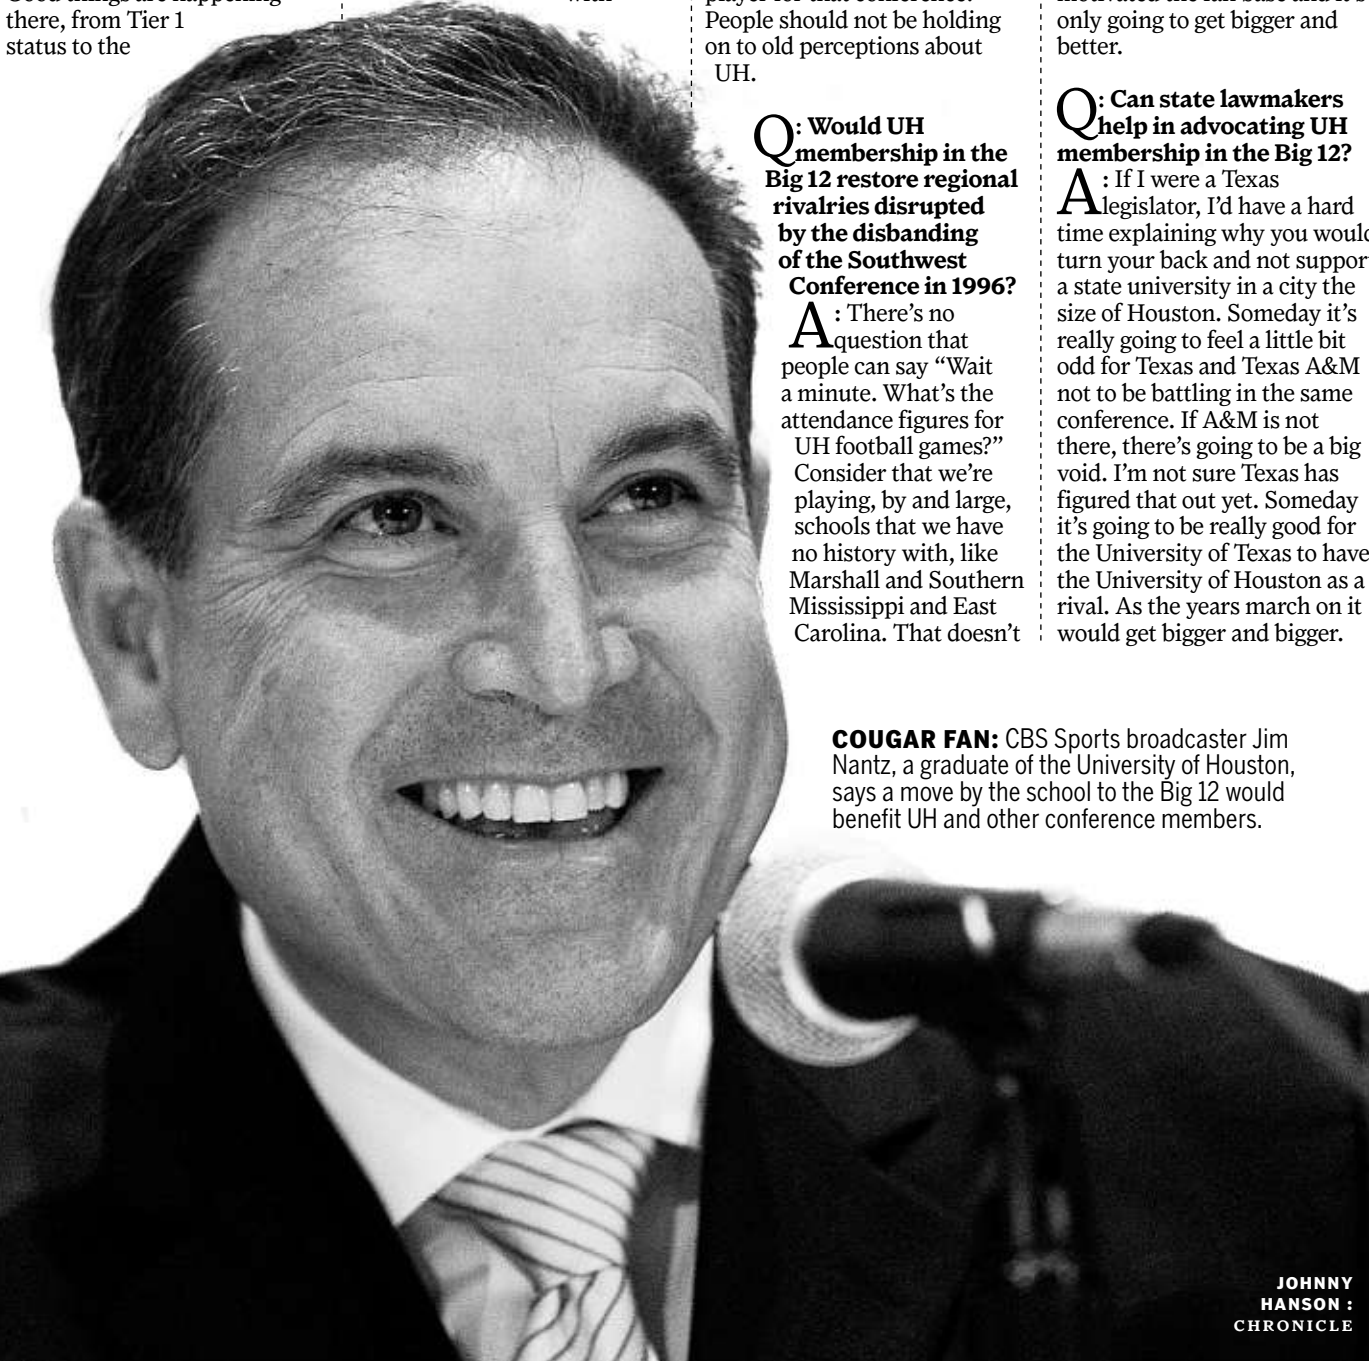 there, from Tier 1
status to the
People should not be holding
on to old perceptions about
UH.
Q: Would UH
membership in the
Big 12 restore regional
rivalries disrupted
by the disbanding
of the Southwest
Conference in 1996?
A: There’s no
question that
people can say “Wait
a minute. What’s the
attendance figures for
UH football games?”
Consider that we’re
playing, by and large,
schools that we have
no history with, like
Marshall and Southern
Mississippi and East
Carolina. That doesn’t
only going to get bigger and
better.
Q: Can state lawmakers
help in advocating UH
membership in the Big 12?
A: If I were a Texas
legislator, I’d have a hard
time explaining why you would
turn your back and not support
a state university in a city the
size of Houston. Someday it’s
really going to feel a little bit
odd for Texas and Texas A&M
not to be battling in the same
conference. If A&M is not
there, there’s going to be a big
void. I’m not sure Texas has
figured that out yet. Someday
it’s going to be really good for
the University of Texas to have
the University of Houston as a
rival. As the years march on it
would get bigger and bigger.
COUGAR FAN: CBS Sports broadcaster Jim
Nantz, a graduate of the University of Houston,
says a move by the school to the Big 12 would
benefit UH and other conference members.
JOHNNY
HANSON :
CHRONICLE